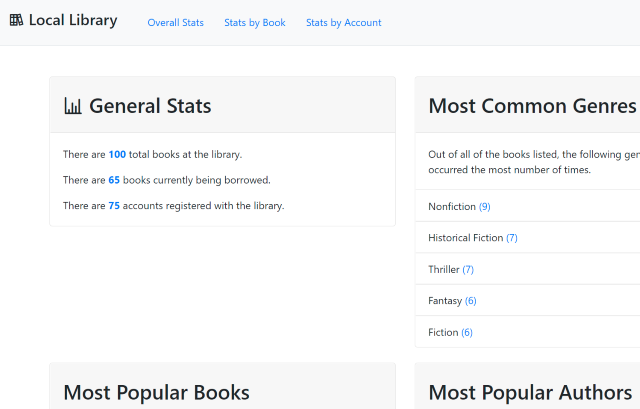 Local Library
Overall Stats
Stats by Book
Stats by Account
General Stats
There are 100 total books at the library.
There are 65 books currently being borrowed.
There are 75 accounts registered with the library.
Most Common Genres
Out of all of the books listed, the following
occurred the most number of times.
Nonfiction (9)
Historical Fiction (7)
Thriller (7)
Fantasy (6)
Fiction (6)
Most Popular Books
Most Popular Authors